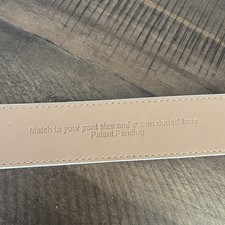 Match to your pant size and cut on dotted lines
Patent Pending